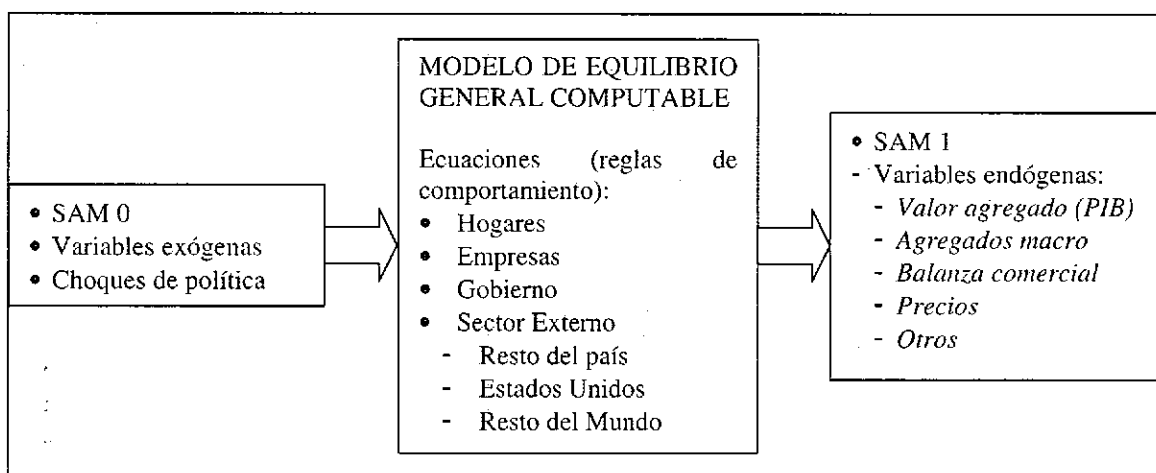 • SAM 0
• Variables exógenas
• Choques de política
MODELO DE EQUILIBRIO
GENERAL COMPUTABLE
Ecuaciones (reglas de
comportamiento):
• Hogares
• Empresas
• Gobierno
• Sector Externo
- Resto del país
- Estados Unidos
- Resto del Mundo
• SAM 1
- Variables endógenas:
- Valor agregado (PIB)
- Agregados macro
- Balanza comercial
- Precios
- Otros